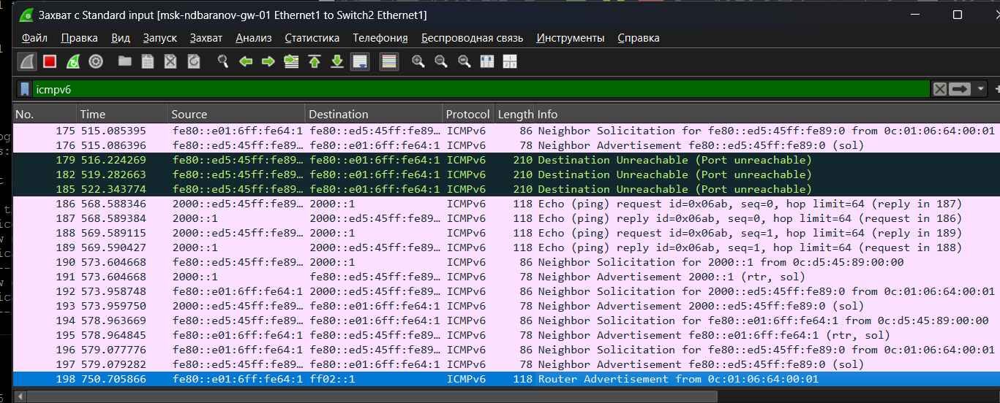 Захват с Standard input [msk-ndbaranov-gw-01 Ethernet1 to Switch2 Ethernet1]
Файл Правка Вид Запуск Захват Анализ Статистика Телефония Беспроводная связь Инструменты Справка
icmpv6
No. Time Source Destination Protocol Length Info
175 515.085395 fe80::e01:6ff:fe64:1 fe80::ed5:45ff:fe89… ICMPv6 86 Neighbor Solicitation for fe80::ed5:45ff:fe89:0 from 0c:01:06:64:00:01
176 515.086396 fe80::ed5:45ff:fe89… fe80::e01:6ff:fe64:1 ICMPv6 78 Neighbor Advertisement fe80::ed5:45ff:fe89:0 (sol)
179 516.224269 fe80::ed5:45ff:fe89… fe80::e01:6ff:fe64:1 ICMPv6 210 Destination Unreachable (Port unreachable)
182 519.282663 fe80::ed5:45ff:fe89… fe80::e01:6ff:fe64:1 ICMPv6 210 Destination Unreachable (Port unreachable)
185 522.343774 fe80::ed5:45ff:fe89… fe80::e01:6ff:fe64:1 ICMPv6 210 Destination Unreachable (Port unreachable)
186 568.588346 2000::ed5:45ff:fe89… 2000::1 ICMPv6 118 Echo (ping) request id=0x06ab, seq=0, hop limit=64 (reply in 187)
187 568.589384 2000::1 2000::ed5:45ff:fe89… ICMPv6 118 Echo (ping) reply id=0x06ab, seq=0, hop limit=64 (request in 186)
188 569.589115 2000::ed5:45ff:fe89… 2000::1 ICMPv6 118 Echo (ping) request id=0x06ab, seq=1, hop limit=64 (reply in 189)
189 569.590427 2000::1 2000::ed5:45ff:fe89… ICMPv6 118 Echo (ping) reply id=0x06ab, seq=1, hop limit=64 (request in 188)
190 573.604668 fe80::ed5:45ff:fe89… 2000::1 ICMPv6 86 Neighbor Solicitation for 2000::1 from 0c:d5:45:89:00:00
191 573.604668 2000::1 fe80::ed5:45ff:fe89… ICMPv6 78 Neighbor Advertisement 2000::1 (rtr, sol)
192 573.958748 fe80::e01:6ff:fe64:1 2000::ed5:45ff:fe89… ICMPv6 86 Neighbor Solicitation for 2000::ed5:45ff:fe89:0 from 0c:01:06:64:00:01
193 573.959750 2000::ed5:45ff:fe89… fe80::e01:6ff:fe64:1 ICMPv6 78 Neighbor Advertisement 2000::ed5:45ff:fe89:0 (sol)
194 578.963669 fe80::ed5:45ff:fe89… fe80::e01:6ff:fe64:1 ICMPv6 86 Neighbor Solicitation for fe80::e01:6ff:fe64:1 from 0c:d5:45:89:00:00
195 578.964845 fe80::e01:6ff:fe64:1 fe80::ed5:45ff:fe89… ICMPv6 78 Neighbor Advertisement fe80::e01:6ff:fe64:1 (rtr, sol)
196 579.077776 fe80::e01:6ff:fe64:1 fe80::ed5:45ff:fe89… ICMPv6 86 Neighbor Solicitation for fe80::ed5:45ff:fe89:0 from 0c:01:06:64:00:01
197 579.079282 fe80::ed5:45ff:fe89… fe80::e01:6ff:fe64:1 ICMPv6 78 Neighbor Advertisement fe80::ed5:45ff:fe89:0 (sol)
198 750.705866 fe80::e01:6ff:fe64:1 ff02::1 ICMPv6 118 Router Advertisement from 0c:01:06:64:00:01